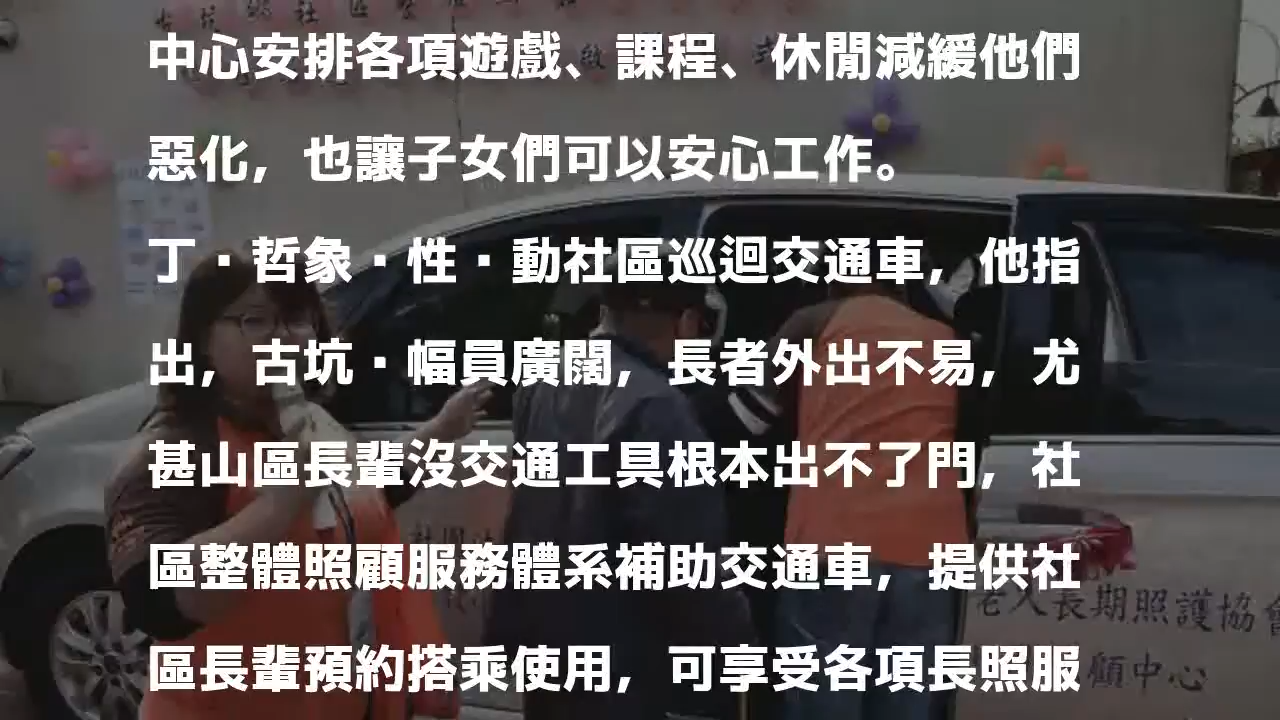 中心安排各項遊戲、課程、休閒減緩他們
惡化，也讓子女們可以安心工作。
丁·哲象·性·動社區巡迴交通車，他指
出，古坑·幅員廣闊，長者外出不易，尤
甚山區長輩沒交通工具根本出不了門，社
區整體照顧服務體系補助交通車，提供社
區長輩預約搭乘使用，可享受各項長照服
老人長期照護協會
顧中心